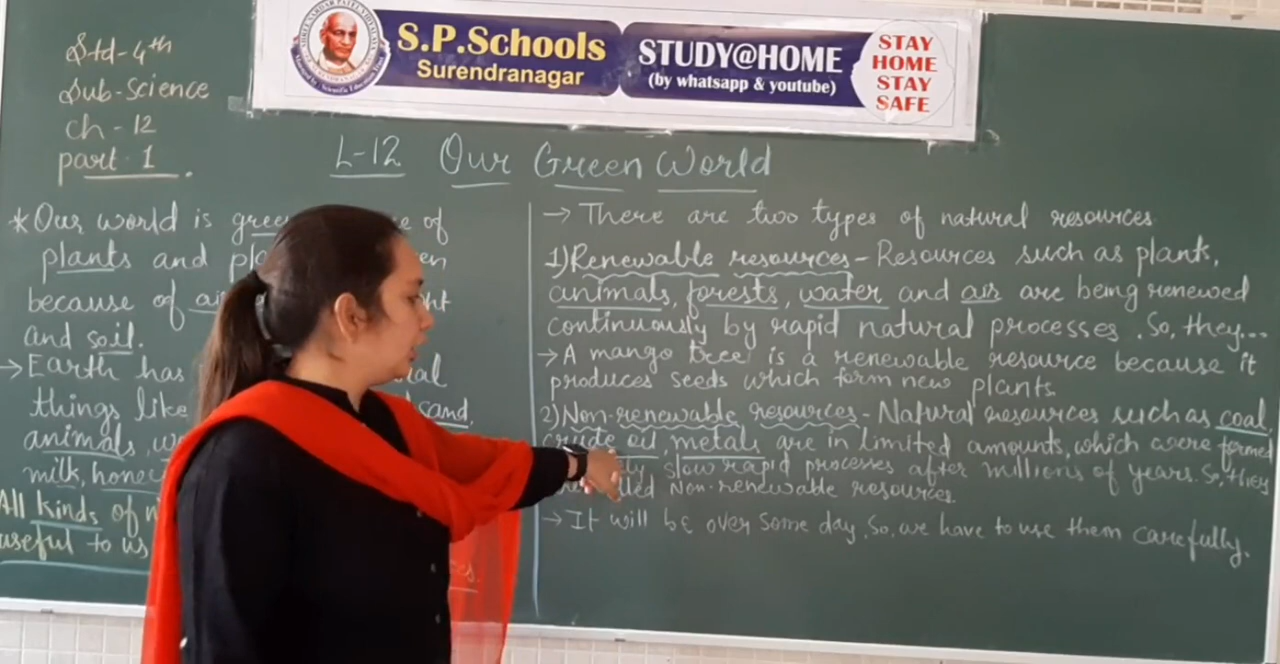 S.P.Schools
Surendranagar
STUDY@HOME
(by whatsapp & youtube)
STAY
HOME
STAY
SAFE
Std-4th
Sub-Science
ch-12
part-1.
L-12 Our Green World
*Our world is of
plants and
because of
and soil.
→Earth has
things like sand,
animals,
milk,
All kinds of
useful to us
→ There are two types of natural resources
1)Renewable resources- Resources such as plants,
animals, forests, water and air are being renewed
continuously by rapid natural processes. So, they...
→A mango tree is a renewable resource because it
produces seeds which form new plants
2)Non-renewable resources- Natural resources such as coal,
crude oil, metals are in limited amounts, which were formed
slow rapid processes after millions of years. So, they
Non-renewable resources.
→It will be over some day. So, we have to use them carefully.